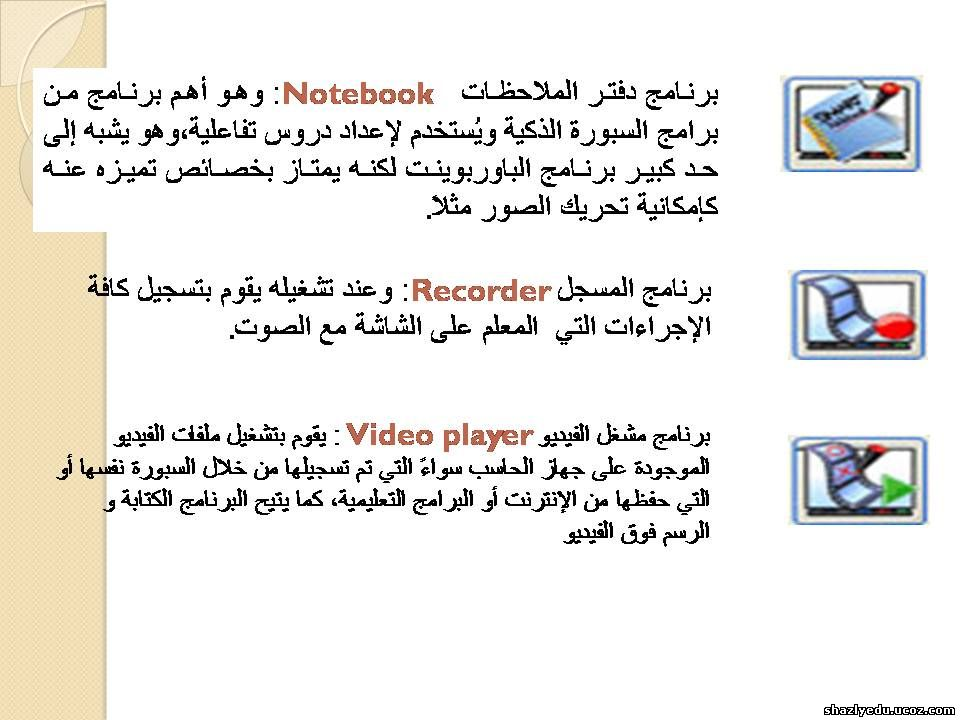 برنامج دفتر الملاحظات Notebook: وهو أهم برنامج من
برامج السبورة الذكية ويُستخدم لإعداد دروس تفاعلية،وهو يشبه إلى
حد كبير برنامج الباوربوينت لكنه يمتاز بخصائص تميزه عنه
كإمكانية تحريك الصور مثلاً.
برنامج المسجل Recorder: وعند تشغيله يقوم بتسجيل كافة
الإجراءات التي المعلم على الشاشة مع الصوت.
برنامج مشغل الفيديو Video player : يقوم بتشغيل ملفات الفيديو
الموجودة على جهاز الحاسب سواءً التي تم تسجيلها من خلال السبورة نفسها أو
التي حفظها من الإنترنت أو البرامج التعليمية، كما يتيح البرنامج الكتابة و
الرسم فوق الفيديو
shazlyedu.ucoz.com